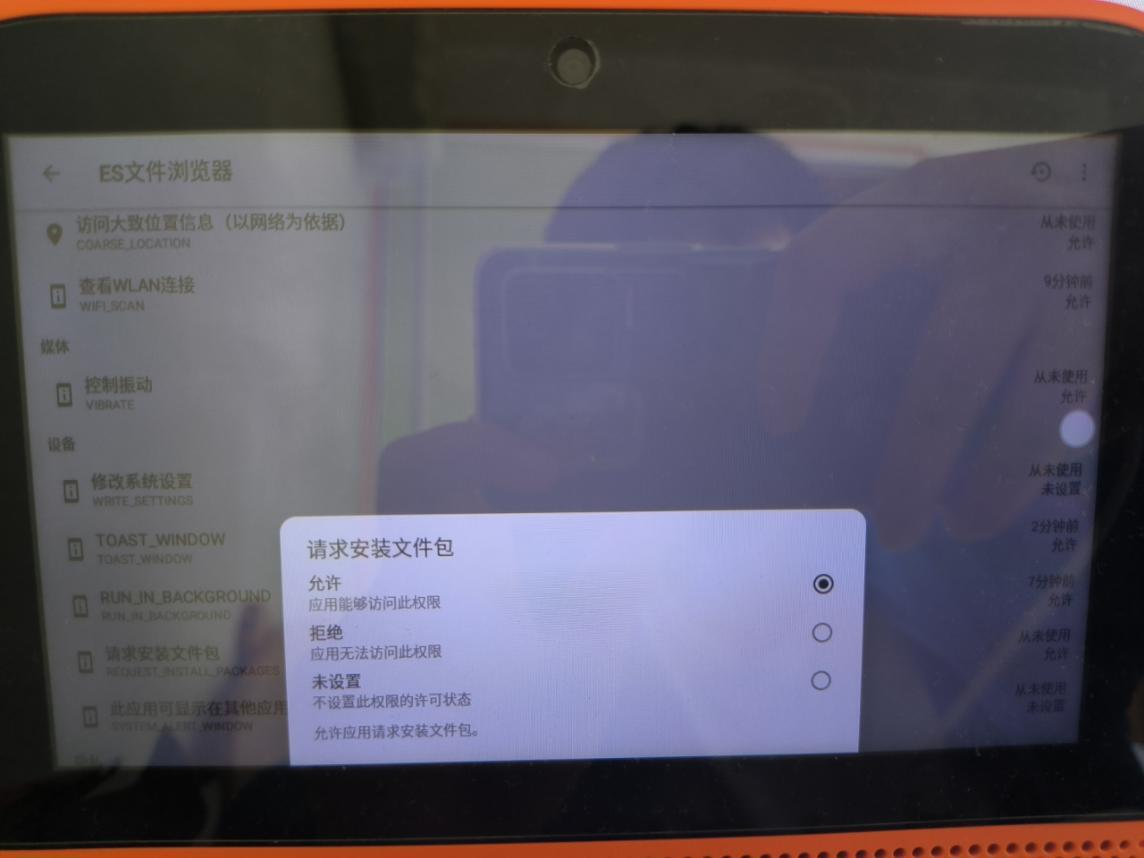 ES文件浏览器
访问大致位置信息（以网络为依据）
COARSE_LOCATION
从未使用
允许
查看WLAN连接
WIFI_SCAN
9分钟前
允许
媒体
控制振动
VIBRATE
从未使用
允许
设备
修改系统设置
WRITE_SETTINGS
从未使用
未设置
TOAST_WINDOW
TOAST_WINDOW
2分钟前
允许
RUN_IN_BACKGROUND
RUN_IN_BACKGROUND
7分钟前
允许
请求安装文件包
REQUEST_INSTALL_PACKAGES
从未使用
允许
此应用可显示在其他应用
SYSTEM_ALERT_WINDOW
从未使用
未设置
请求安装文件包
允许
应用能够访问此权限
拒绝
应用无法访问此权限
未设置
不设置此权限的许可状态
允许应用请求安装文件包。